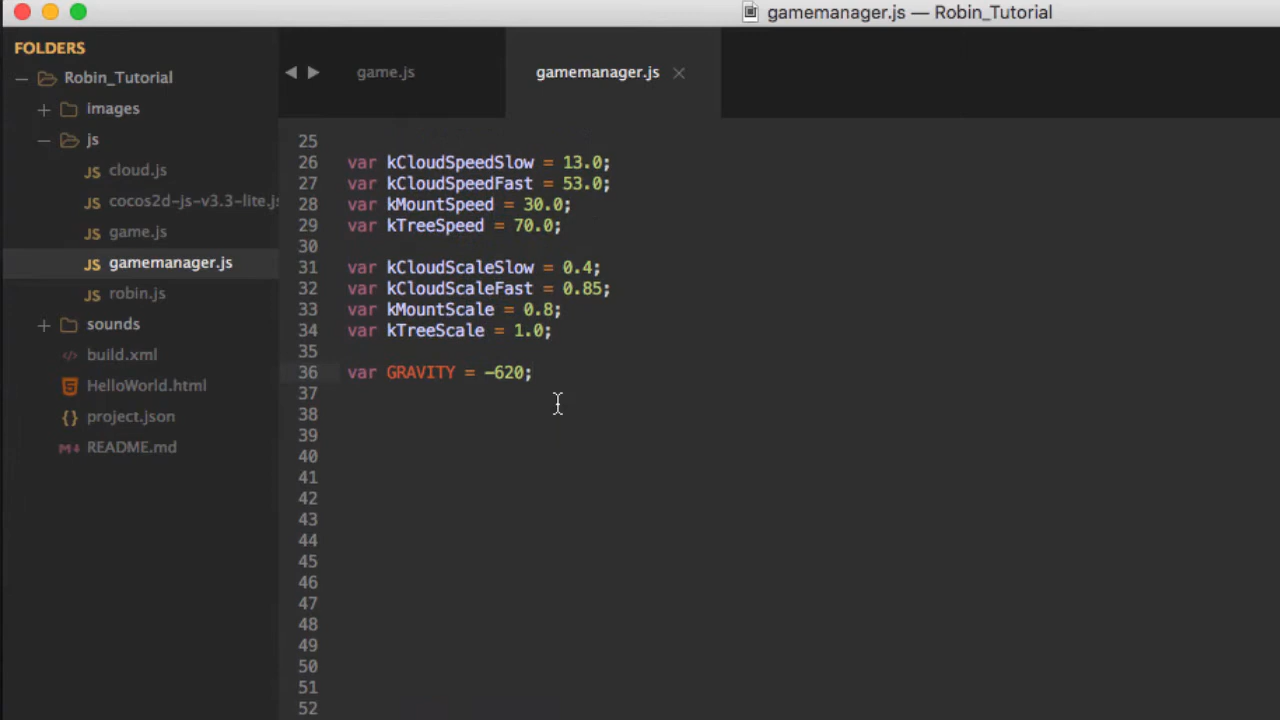 gamemanager.js — Robin_Tutorial
FOLDERS
Robin_Tutorial
images
js
JS cloud.js
JS cocos2d-js-v3.3-lite.js
JS game.js
JS gamemanager.js
JS robin.js
sounds
build.xml
HelloWorld.html
project.json
README.md
game.js
gamemanager.js
25
26 var kCloudSpeedSlow = 13.0;
27 var kCloudSpeedFast = 53.0;
28 var kMountSpeed = 30.0;
29 var kTreeSpeed = 70.0;
30
31 var kCloudScaleSlow = 0.4;
32 var kCloudScaleFast = 0.85;
33 var kMountScale = 0.8;
34 var kTreeScale = 1.0;
35
36 var GRAVITY = -620;
37
38
39
40
41
42
43
44
45
46
47
48
49
50
51
52